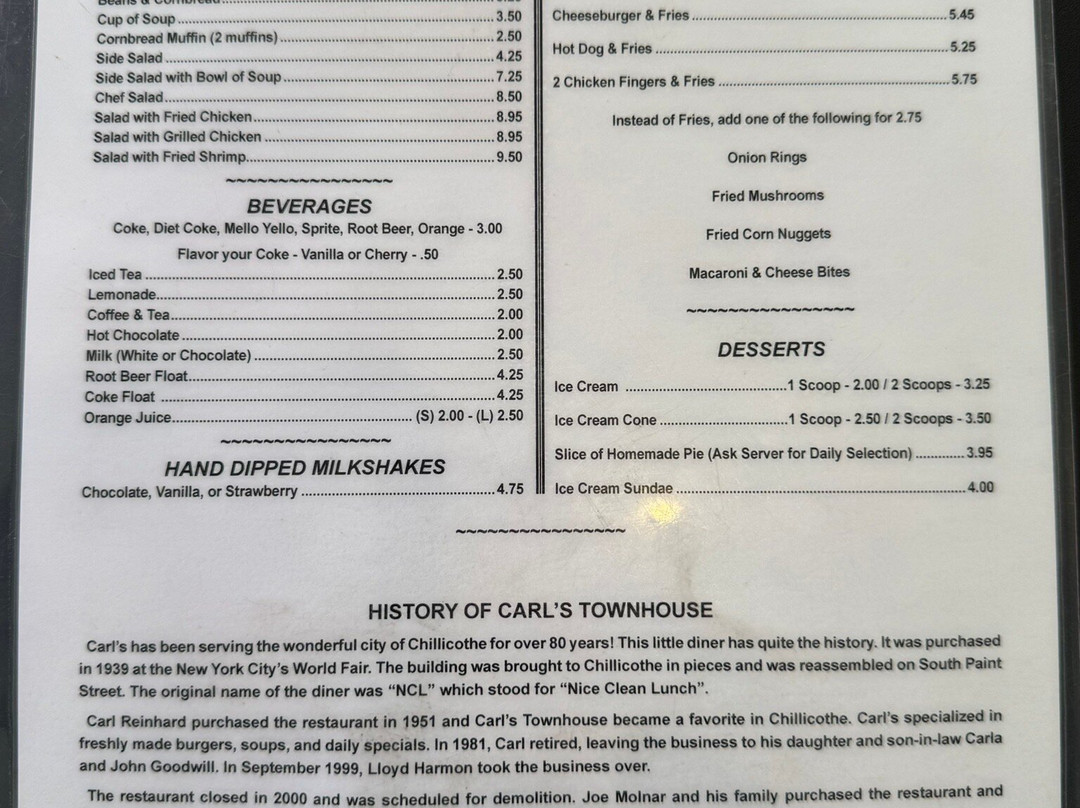 Beans & Cornbread
Cup of Soup 3.50
Cornbread Muffin (2 muffins) 2.50
Side Salad 4.25
Side Salad with Bowl of Soup 7.25
Chef Salad 8.50
Salad with Fried Chicken 8.95
Salad with Grilled Chicken 8.95
Salad with Fried Shrimp 9.50
~~~~~~~~~~~~~~~~
BEVERAGES
Coke, Diet Coke, Mello Yello, Sprite, Root Beer, Orange - 3.00
Flavor your Coke - Vanilla or Cherry - .50
Iced Tea 2.50
Lemonade 2.50
Coffee & Tea 2.00
Hot Chocolate 2.00
Milk (White or Chocolate) 2.50
Root Beer Float 4.25
Coke Float 4.25
Orange Juice (S) 2.00 - (L) 2.50
~~~~~~~~~~~~~~~~
HAND DIPPED MILKSHAKES
Chocolate, Vanilla, or Strawberry 4.75
Cheeseburger & Fries 5.45
Hot Dog & Fries 5.25
2 Chicken Fingers & Fries 5.75
Instead of Fries, add one of the following for 2.75
Onion Rings
Fried Mushrooms
Fried Corn Nuggets
Macaroni & Cheese Bites
~~~~~~~~~~~~~~~~
DESSERTS
Ice Cream 1 Scoop - 2.00 / 2 Scoops - 3.25
Ice Cream Cone 1 Scoop - 2.50 / 2 Scoops - 3.50
Slice of Homemade Pie (Ask Server for Daily Selection) 3.95
Ice Cream Sundae 4.00
~~~~~~~~~~~~~~~~
HISTORY OF CARL'S TOWNHOUSE
Carl's has been serving the wonderful city of Chillicothe for over 80 years! This little diner has quite the history. It was purchased
in 1939 at the New York City's World Fair. The building was brought to Chillicothe in pieces and was reassembled on South Paint
Street. The original name of the diner was “NCL” which stood for “Nice Clean Lunch”.
Carl Reinhard purchased the restaurant in 1951 and Carl's Townhouse became a favorite in Chillicothe. Carl's specialized in
freshly made burgers, soups, and daily specials. In 1981, Carl retired, leaving the business to his daughter and son-in-law Carla
and John Goodwill. In September 1999, Lloyd Harmon took the business over.
The restaurant closed in 2000 and was scheduled for demolition. Joe Molnar and his family purchased the restaurant and